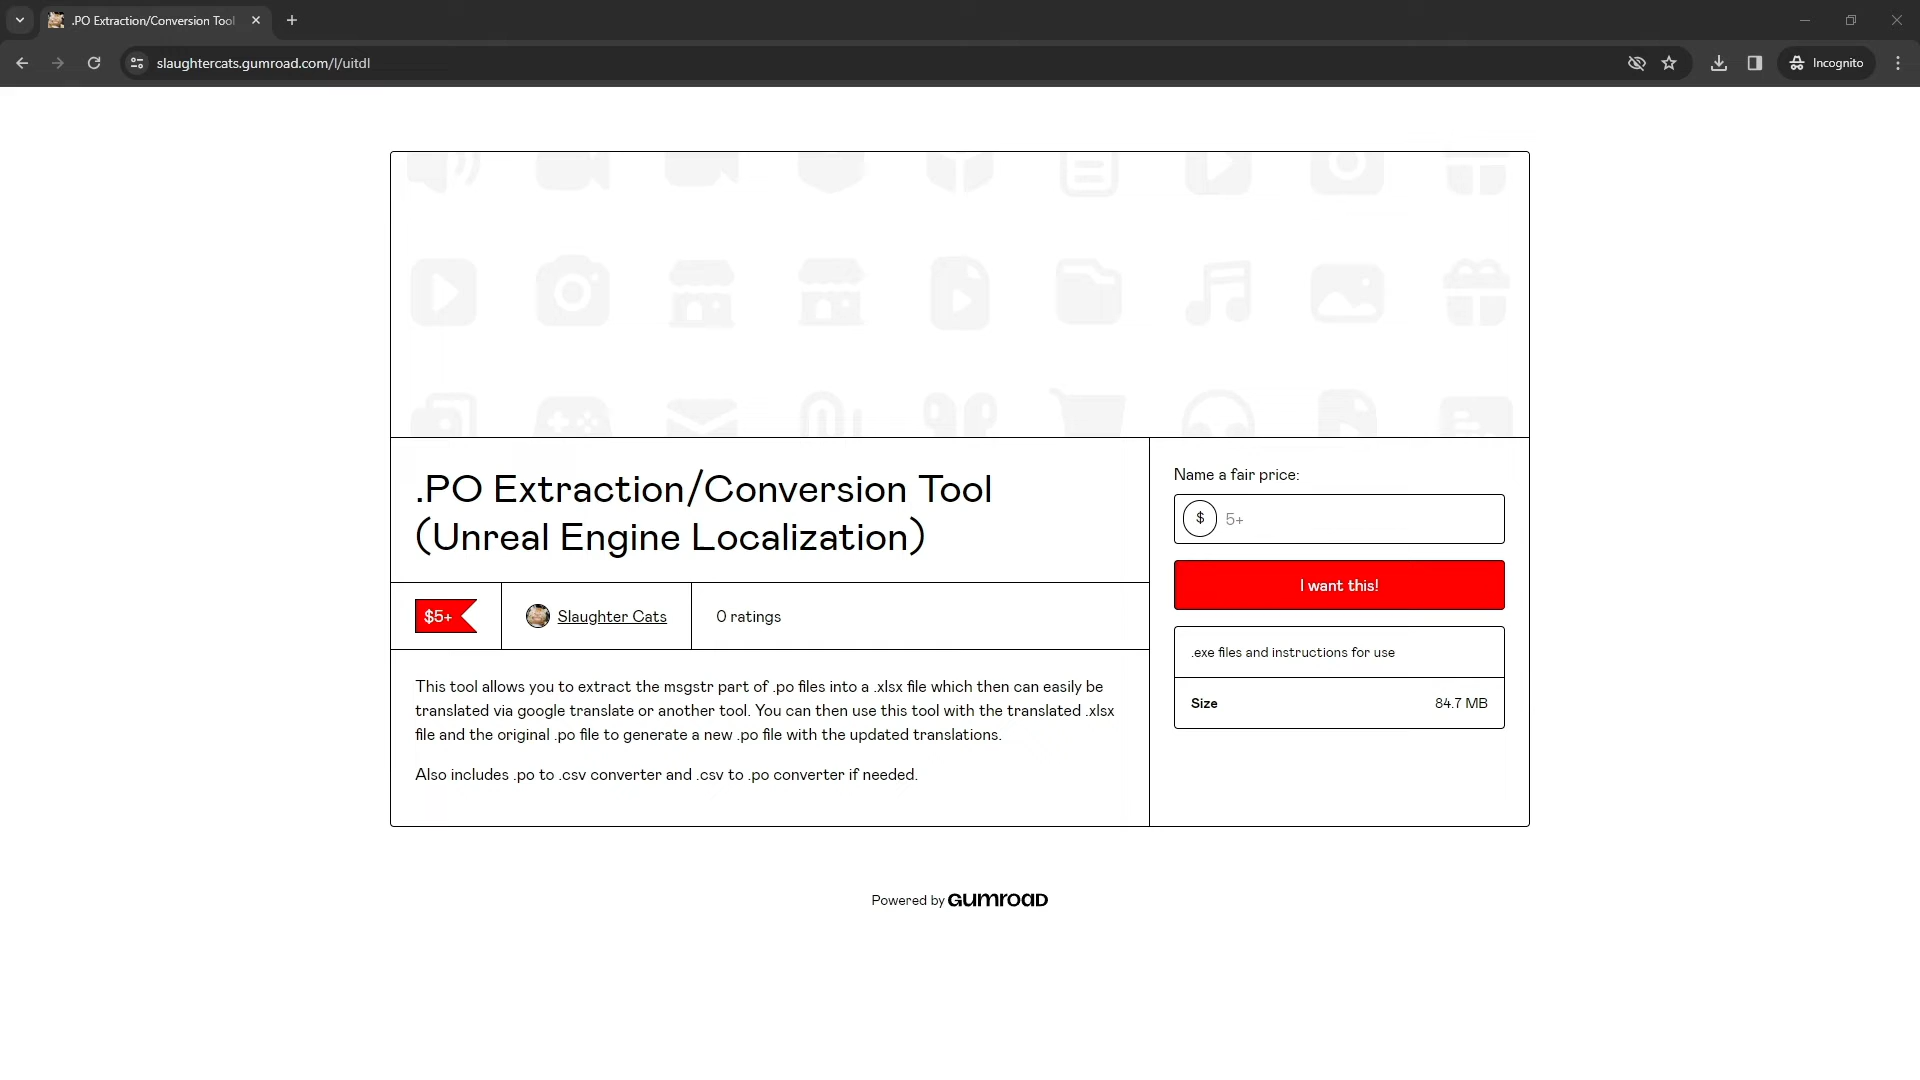 .PO Extraction/Conversion Tool
slaughtercats.gumroad.com/l/uitdl
Incognito
.PO Extraction/Conversion Tool
(Unreal Engine Localization)
$5+
Slaughter Cats
0 ratings
This tool allows you to extract the msgstr part of .po files into a .xlsx file which then can easily be
translated via google translate or another tool. You can then use this tool with the translated .xlsx
file and the original .po file to generate a new .po file with the updated translations.
Also includes .po to .csv converter and .csv to .po converter if needed.
Name a fair price:
$ 5+
I want this!
.exe files and instructions for use
Size 84.7 MB
Powered by GUMROAD